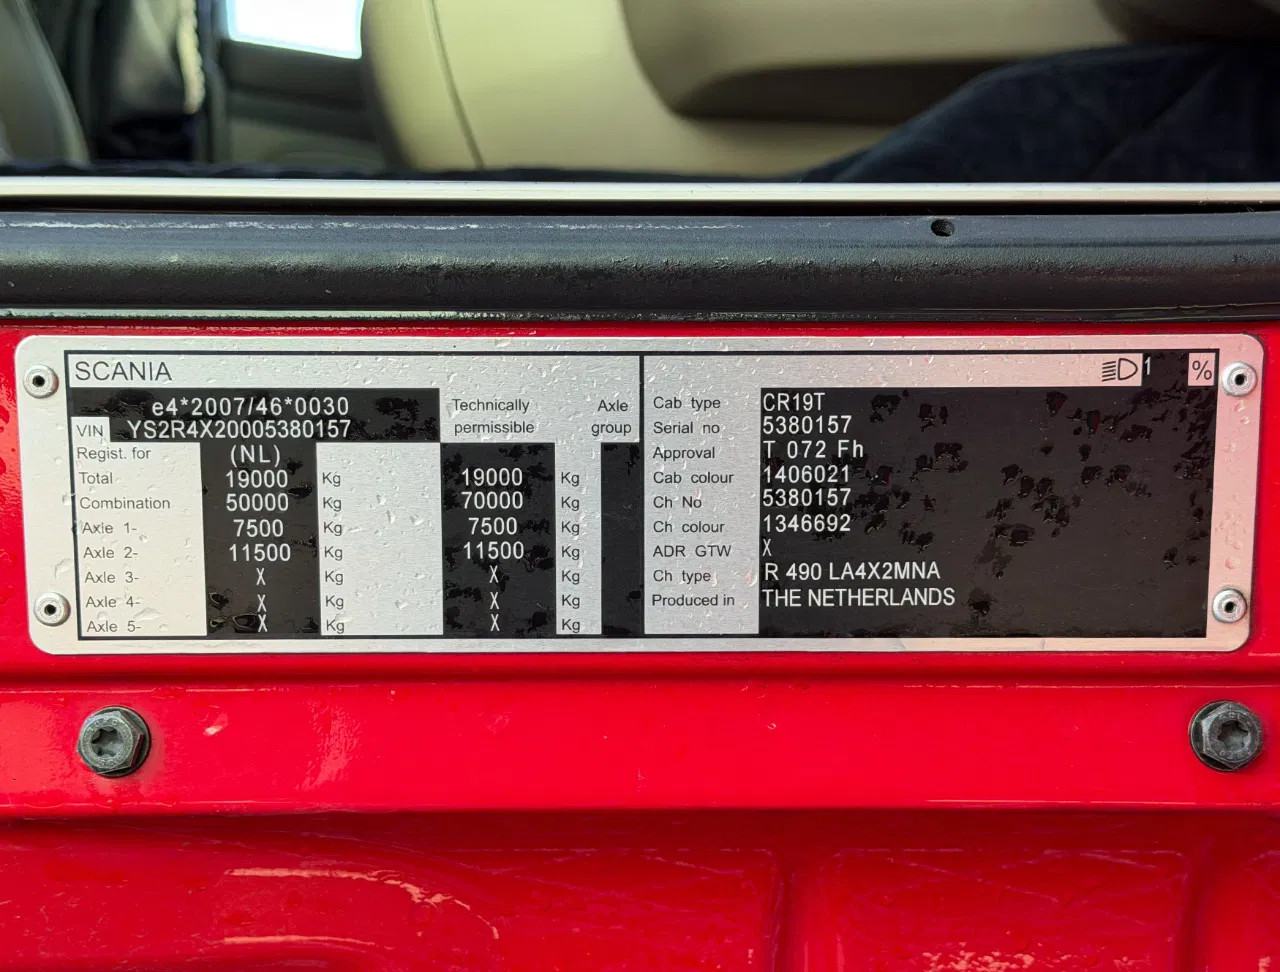 SCANIA
e4*2007/46*0030
VIN YS2R4X20005380157
Technically permissible
Axle group
Regist. for (NL)
Total 19000 Kg 19000 Kg
Combination 50000 Kg 70000 Kg
Axle 1- 7500 Kg 7500 Kg
Axle 2- 11500 Kg 11500 Kg
Axle 3- X Kg X Kg
Axle 4- X Kg X Kg
Axle 5- X Kg X Kg
1 %
Cab type CR19T
Serial no 5380157
Approval T 072 Fh
Cab colour 1406021
Ch No 5380157
Ch colour 1346692
ADR GTW X
Ch type R 490 LA4X2MNA
Produced in THE NETHERLANDS